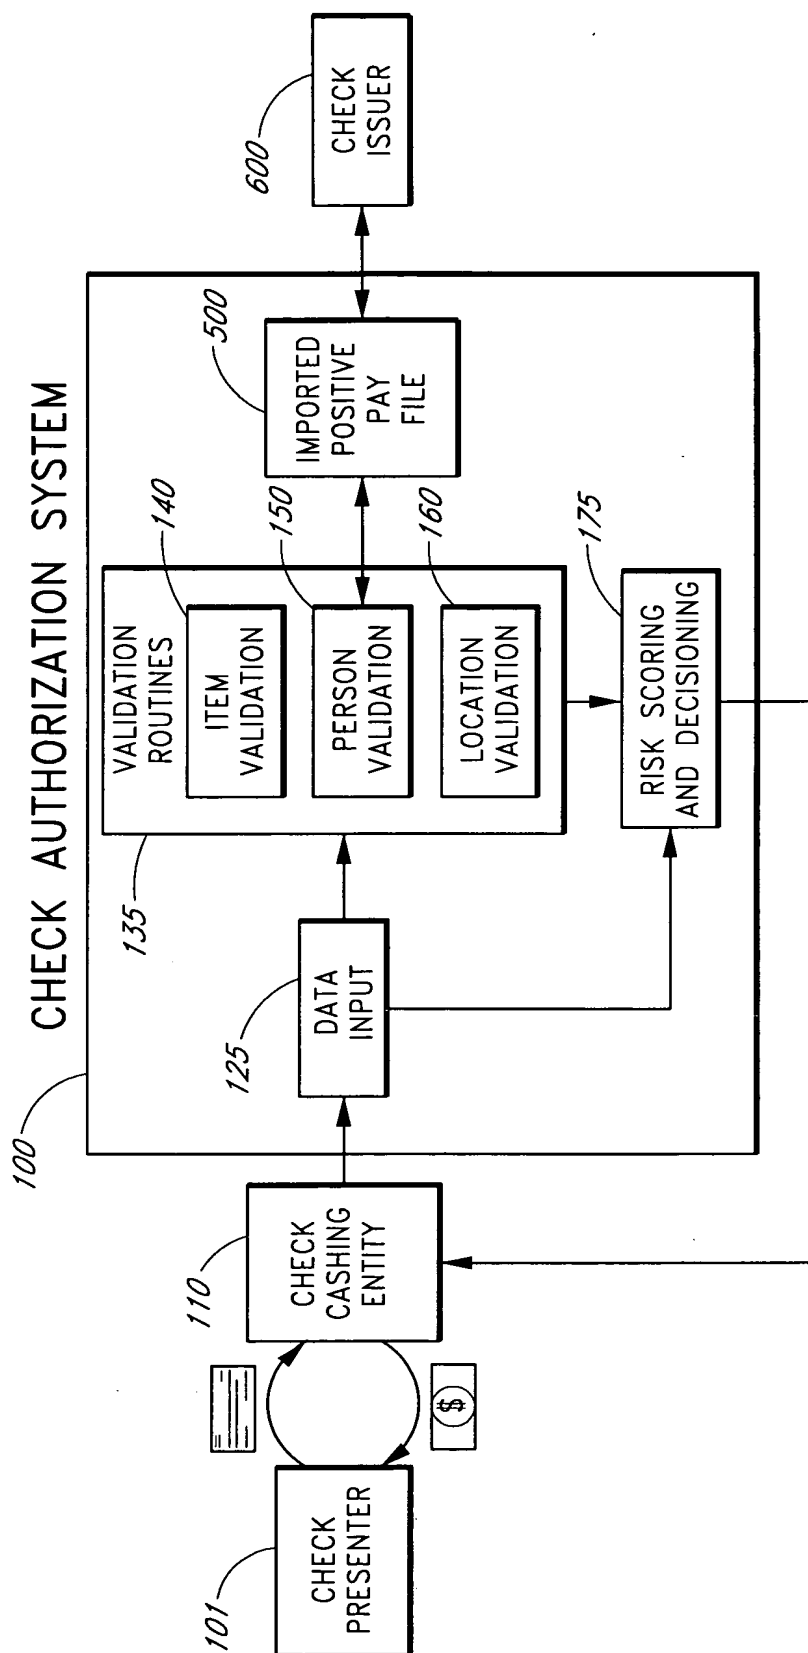 CHECK AUTHORIZATION SYSTEM
100
101
CHECK
PRESENTER
$
110
CHECK
CASHING
ENTITY
125
DATA
INPUT
135
VALIDATION
ROUTINES
140
ITEM
VALIDATION
150
PERSON
VALIDATION
160
LOCATION
VALIDATION
175
RISK SCORING
AND DECISIONING
500
IMPORTED
POSITIVE
PAY
FILE
600
CHECK
ISSUER